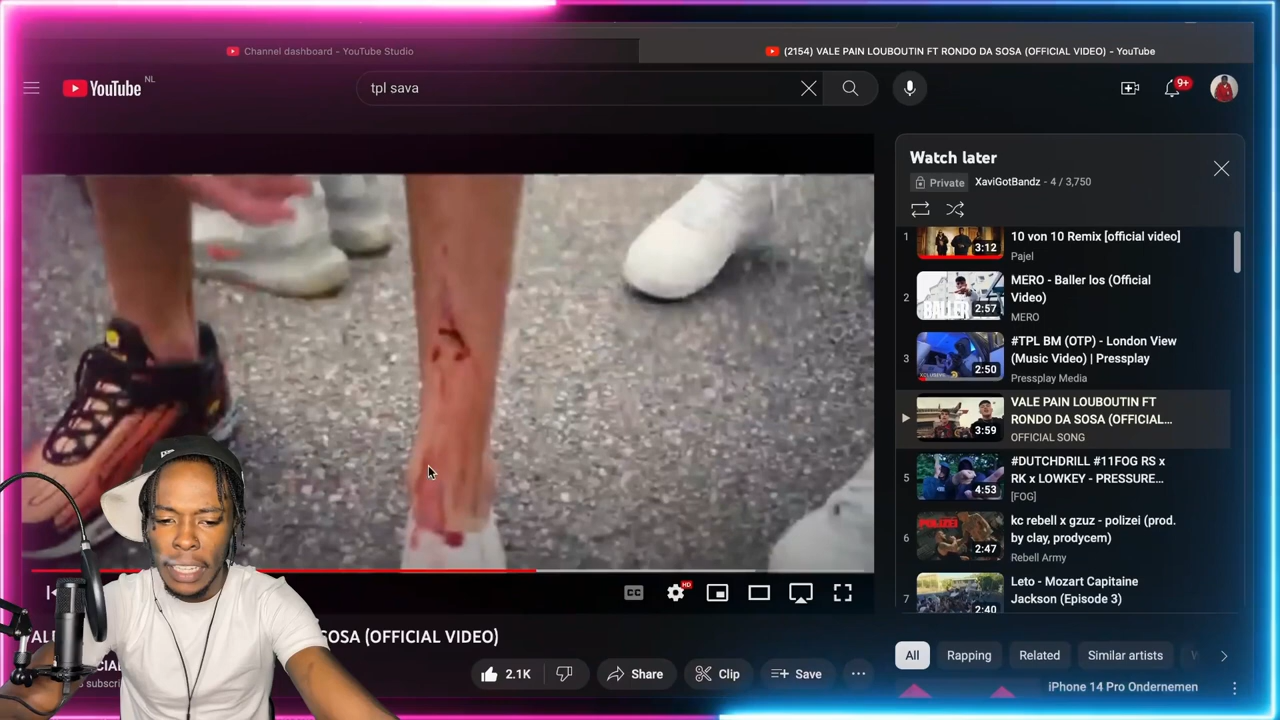 Channel dashboard - YouTube Studio
(2154) VALE PAIN LOUBOUTIN FT RONDO DA SOSA (OFFICIAL VIDEO) - YouTube
YouTube NL
tpl sava
9+
Watch later
Private XaviGotBandz - 4 / 3,750
1
3:12
10 von 10 Remix [official video]
Pajel
2
BALLER
2:57
MERO - Baller los (Official
Video)
MERO
3
2:50
#TPL BM (OTP) - London View
(Music Video) | Pressplay
Pressplay Media
3:59
VALE PAIN LOUBOUTIN FT
RONDO DA SOSA (OFFICIAL...
OFFICIAL SONG
5
4:53
#DUTCHDRILL #11FOG RS x
RK x LOWKEY - PRESSURE...
[FOG]
6
POLIZEI
2:47
kc rebell x gzuz - polizei (prod.
by clay, prodycem)
Rebell Army
7
2:40
Leto - Mozart Capitaine
Jackson (Episode 3)
CC
HD
SOSA (OFFICIAL VIDEO)
2.1K
Share
Clip
Save
All
Rapping
Related
Similar artists
iPhone 14 Pro Ondernemen